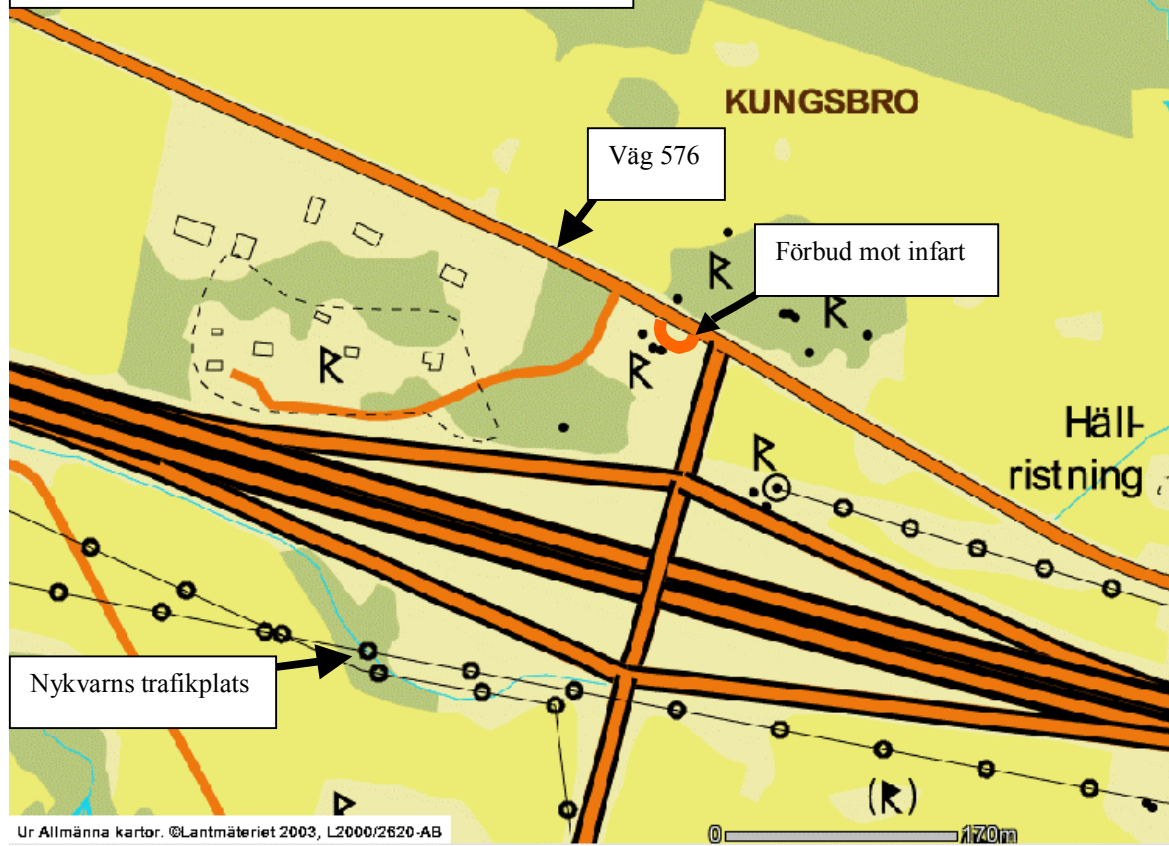 KUNGSBRO
Väg 576
Förbud mot infart
R
R
R
R
Häll-
ristning
R
Nykvarns trafikplats
R
(R)
Ur Allmänna kartor. ©Lantmäteriet 2003, L2000/2620-AB
0 170m